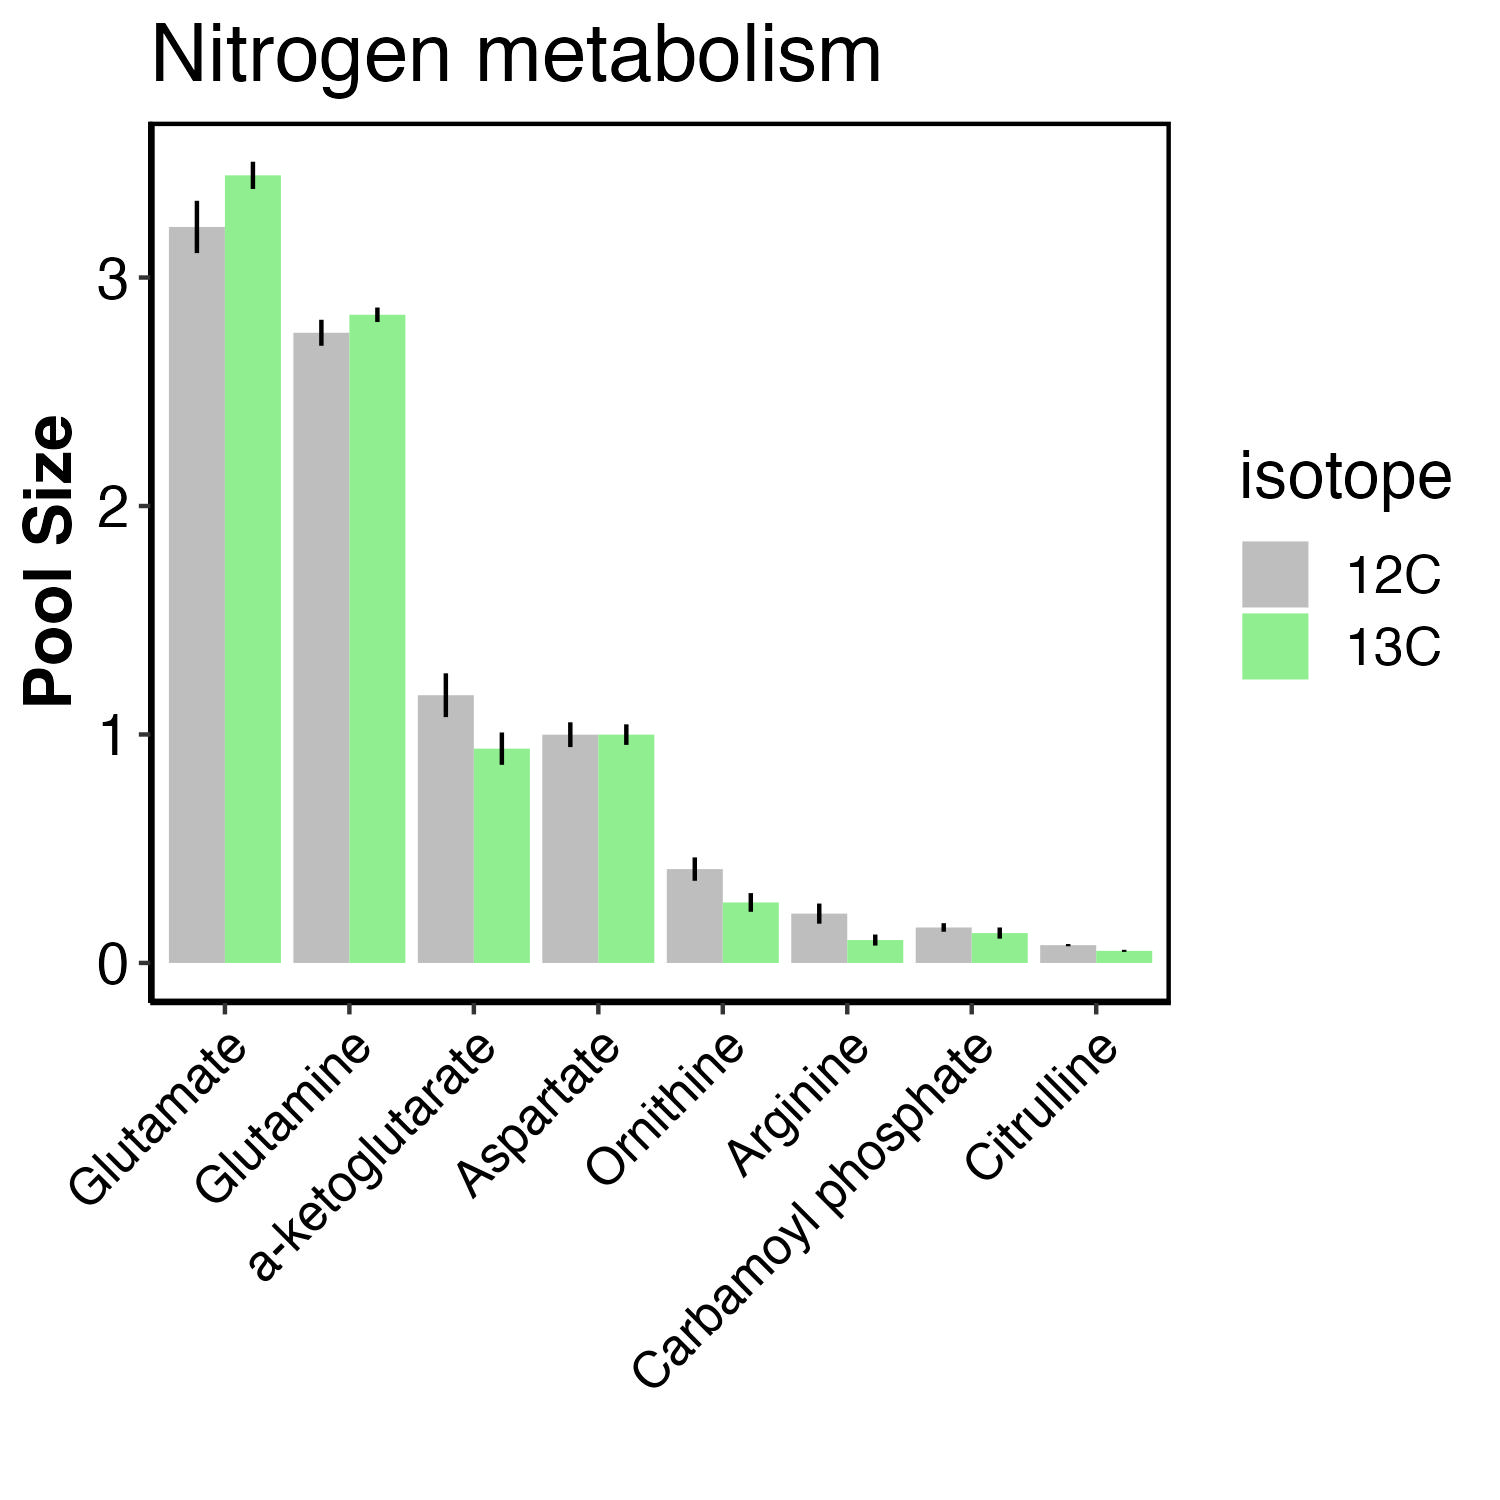 Nitrogen metabolism
Pool Size
3
2
1
0
Glutamate
Glutamine
a-ketoglutarate
Aspartate
Ornithine
Arginine
Carbamoyl phosphate
Citrulline
isotope
12C
13C